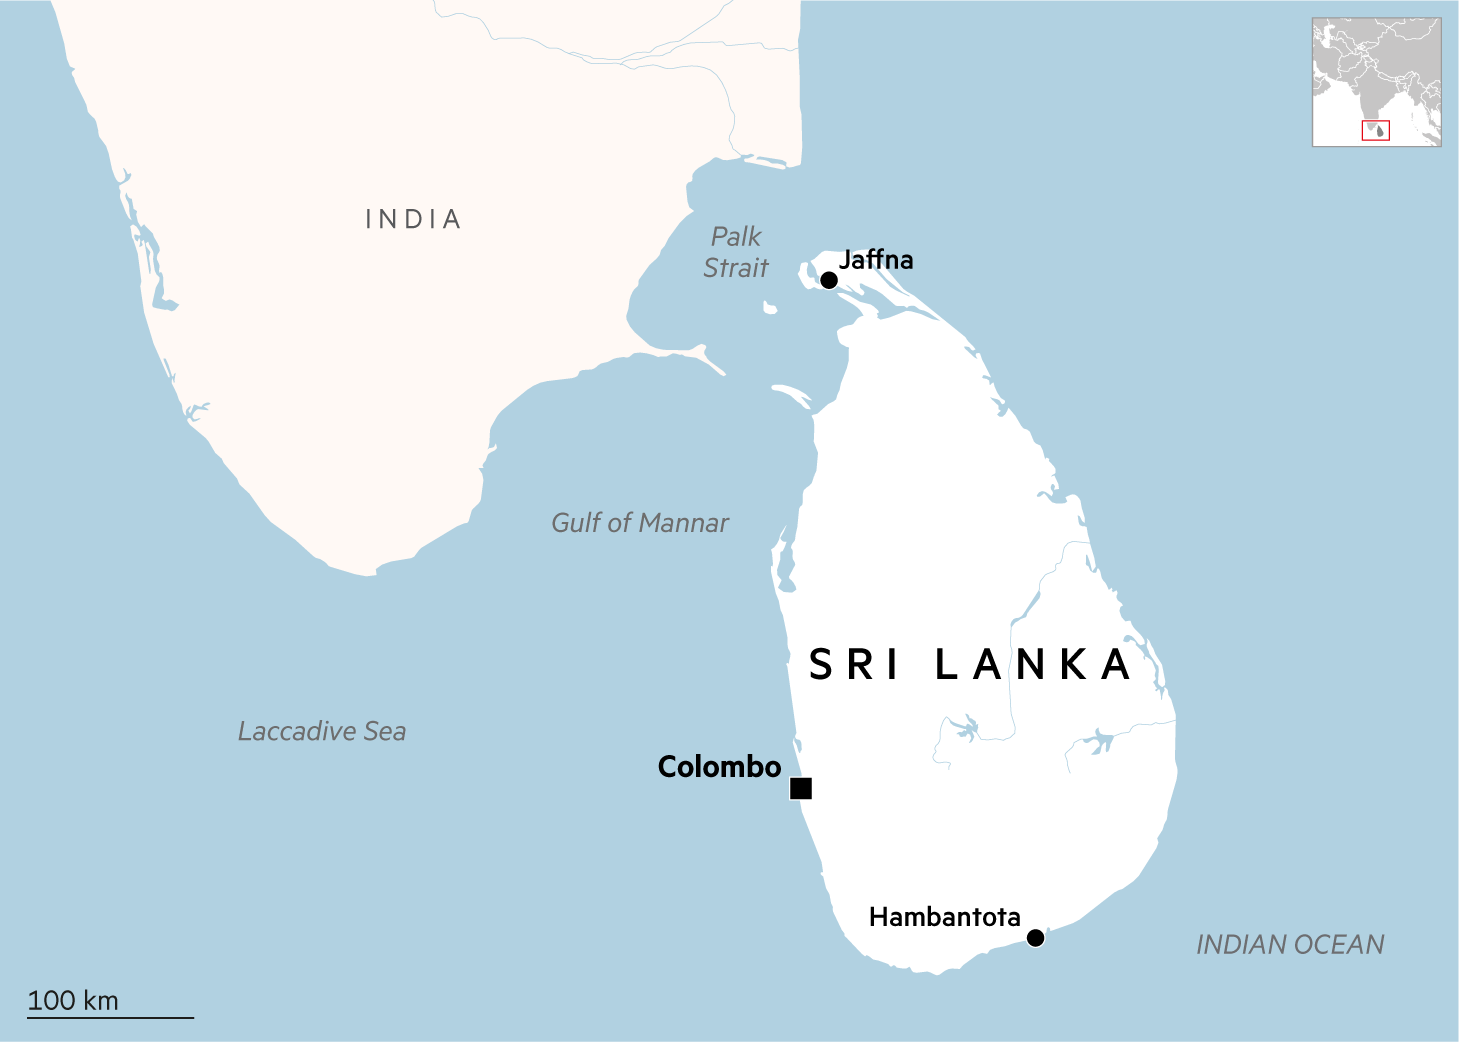 INDIA
Palk
Strait
Jaffna
Gulf of Mannar
SRI LANKA
Laccadive Sea
Colombo
Hambantota
INDIAN OCEAN
100 km